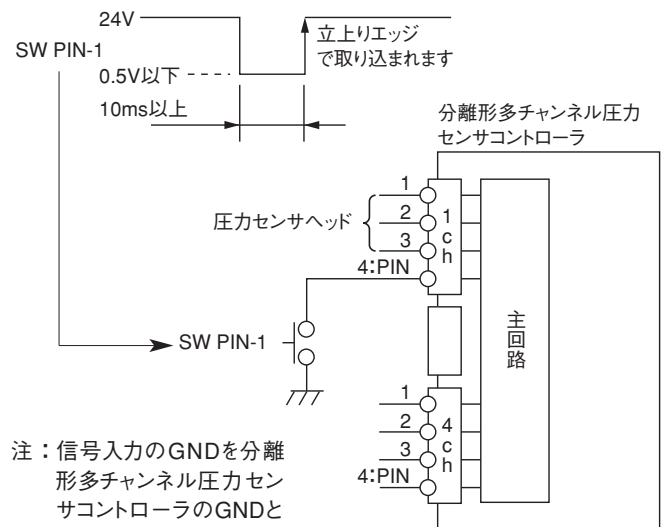 24V
SW PIN-1
立上りエッジ
で取り込まれます
0.5V以下
10ms以上
分離形多チャンネル圧力
センサコントローラ
1
2
3
4:PIN
圧力センサヘッド
1ch
主回路
SW PIN-1
1
2
3
4:PIN
4ch
注:信号入力のGNDを分離
形多チャンネル圧力セン
サコントローラのGNDと